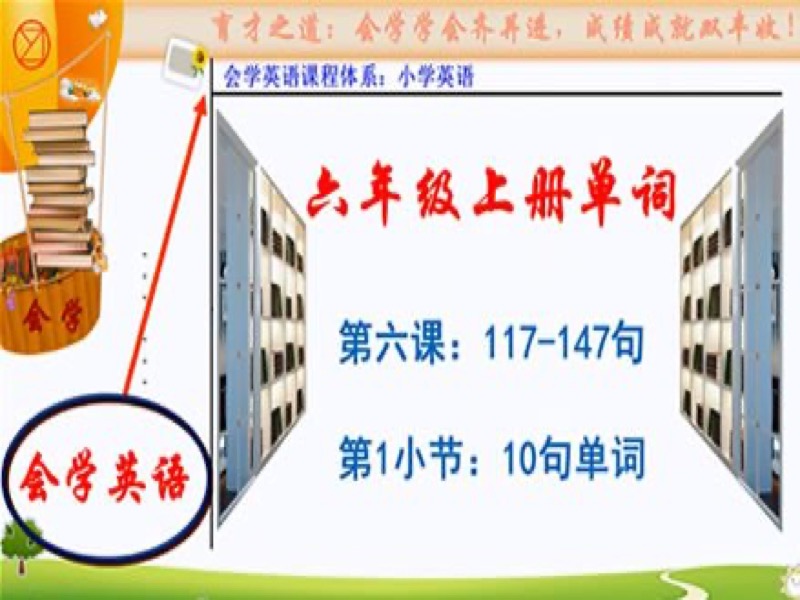 育才之道：会学学会齐并进，成绩成就双丰收！
会学英语课程体系：小学英语
六年级上册单词
第六课：117-147句
第1小节：10句单词
会学
会学英语